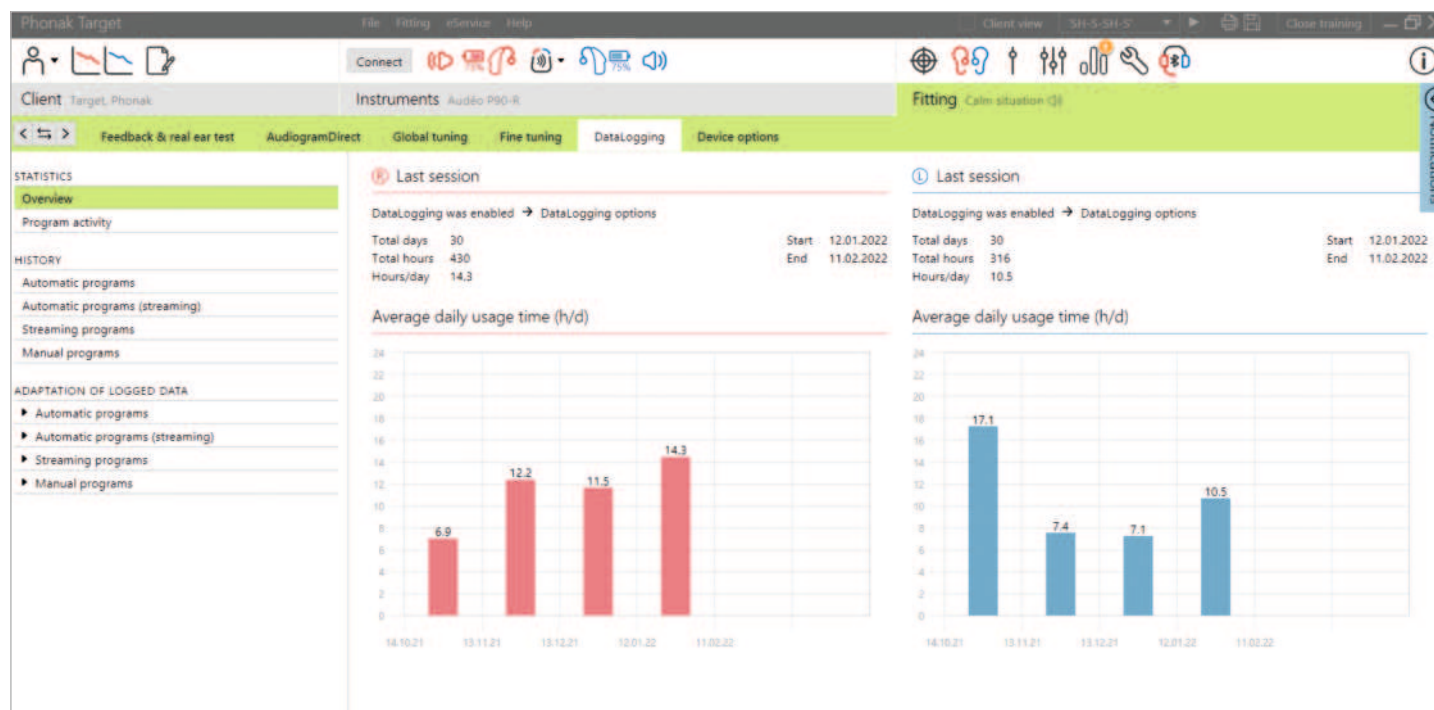 Phonak Target File Fitting eService Help Client view 'SH-S-SH-S' Close training
Connect 75%
Client Target, Phonak Instruments Audéo P90-R Fitting Calm situation
Feedback & real ear test AudiogramDirect Global tuning Fine tuning DataLogging Device options
Notifications
STATISTICS
Overview
Program activity
HISTORY
Automatic programs
Automatic programs (streaming)
Streaming programs
Manual programs
ADAPTATION OF LOGGED DATA
Automatic programs
Automatic programs (streaming)
Streaming programs
Manual programs
R Last session
DataLogging was enabled → DataLogging options
Total days 30 Start 12.01.2022
Total hours 430 End 11.02.2022
Hours/day 14.3
Average daily usage time (h/d)
24
22
20
18
16
14
12
10
8
6
4
2
0
6.9 12.2 11.5 14.3
14.10.21 13.11.21 13.12.21 12.01.22 11.02.22
L Last session
DataLogging was enabled → DataLogging options
Total days 30 Start 12.01.2022
Total hours 316 End 11.02.2022
Hours/day 10.5
Average daily usage time (h/d)
24
22
20
18
16
14
12
10
8
6
4
2
0
17.1 7.4 7.1 10.5
14.10.21 13.11.21 13.12.21 12.01.22 11.02.22